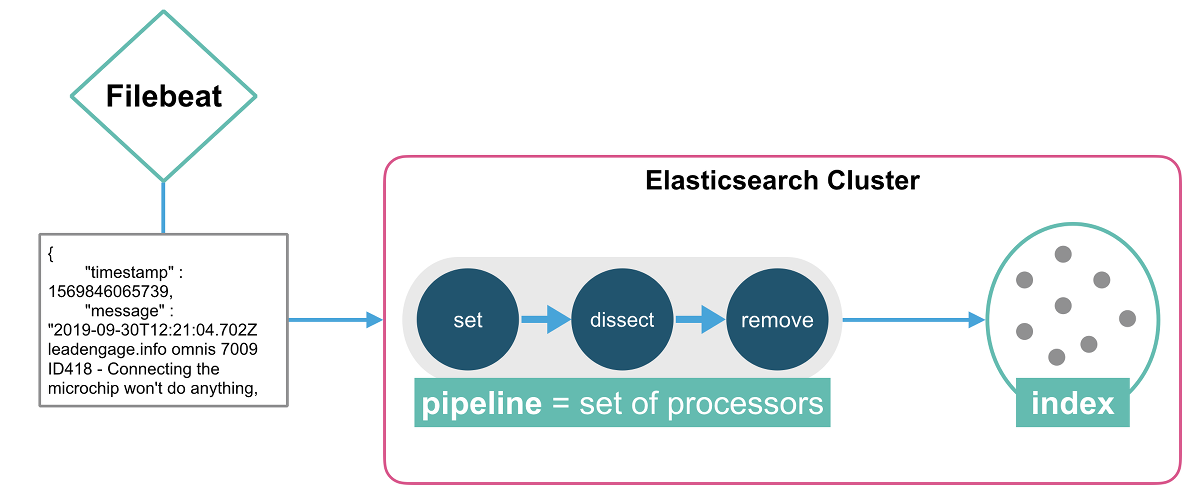 Filebeat
Elasticsearch Cluster
{
"timestamp" :
1569846065739,
"message" :
"2019-09-30T12:21:04.702Z
leadengage.info omnis 7009
ID418 - Connecting the
microchip won't do anything,
set
dissect
remove
pipeline = set of processors
index